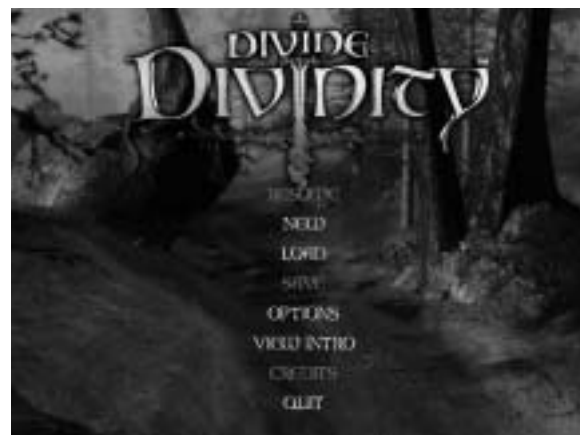 DIVINE
DIVINITY
RESUME
NEW
LOAD
SAVE
OPTIONS
VIEW INTRO
CREDITS
QUIT